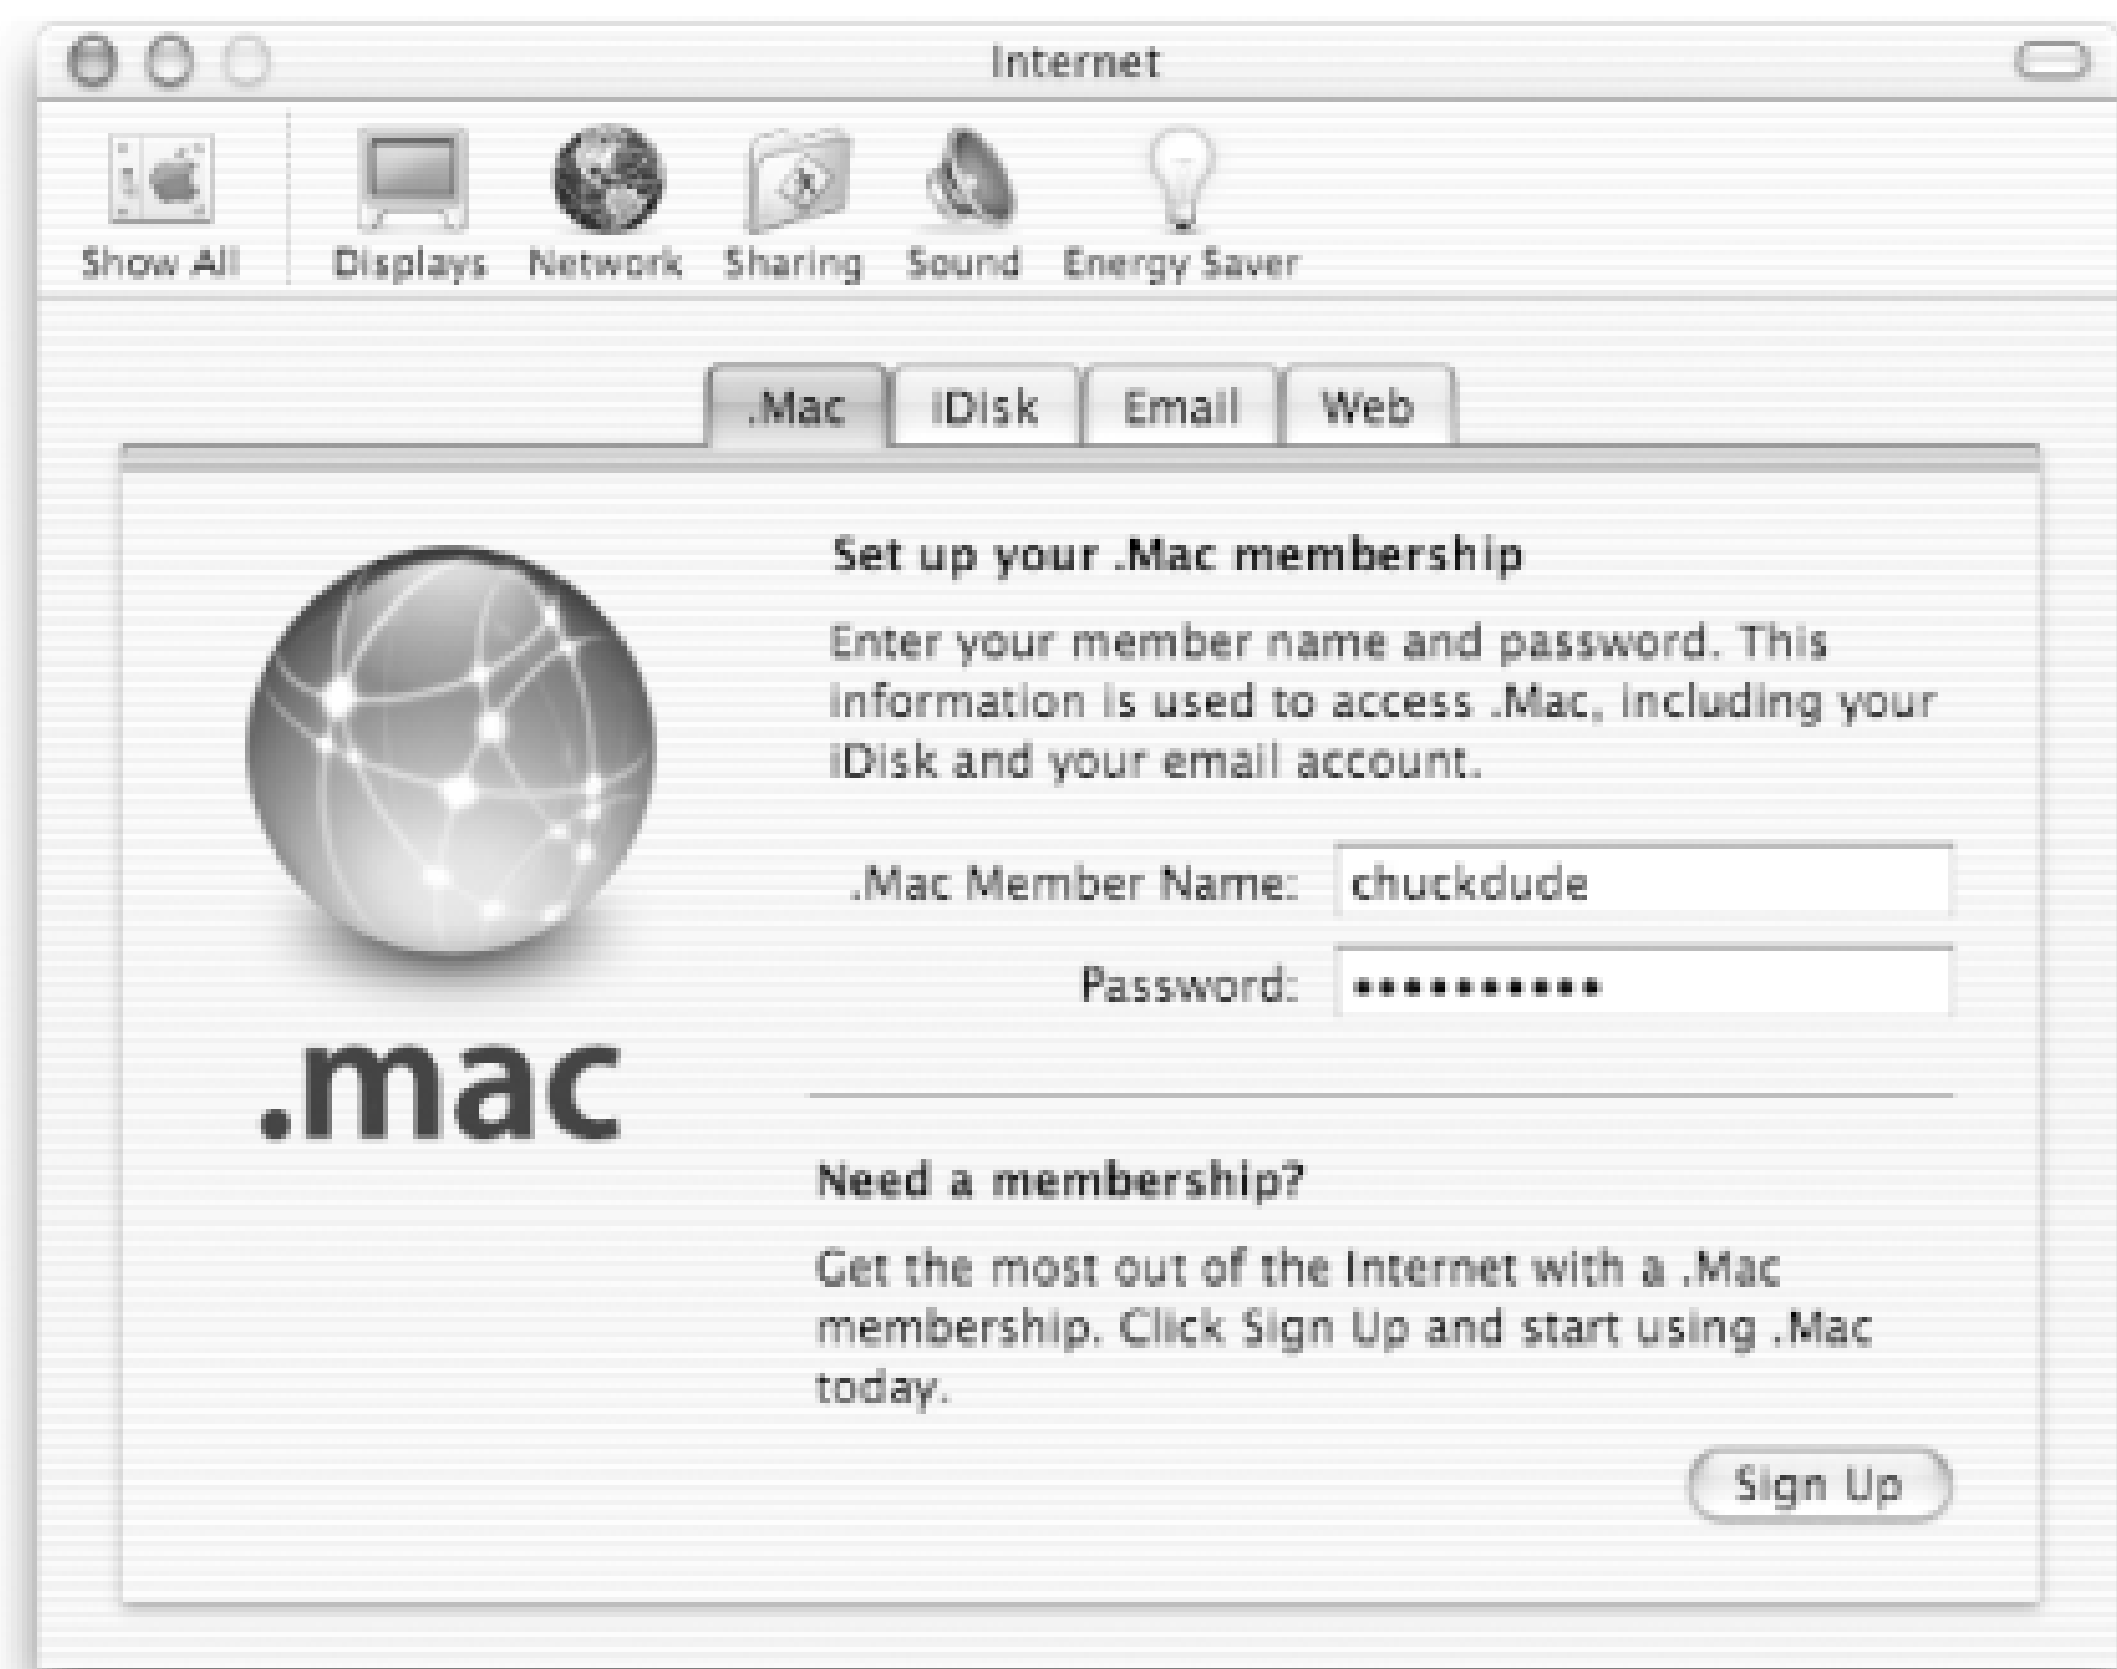 Internet
Show All Displays Network Sharing Sound Energy Saver
.Mac iDisk Email Web
Set up your .Mac membership
Enter your member name and password. This
information is used to access .Mac, including your
iDisk and your email account.
.Mac Member Name: chuckdude
Password: ••••••••••
.mac
Need a membership?
Get the most out of the Internet with a .Mac
membership. Click Sign Up and start using .Mac
today.
Sign Up